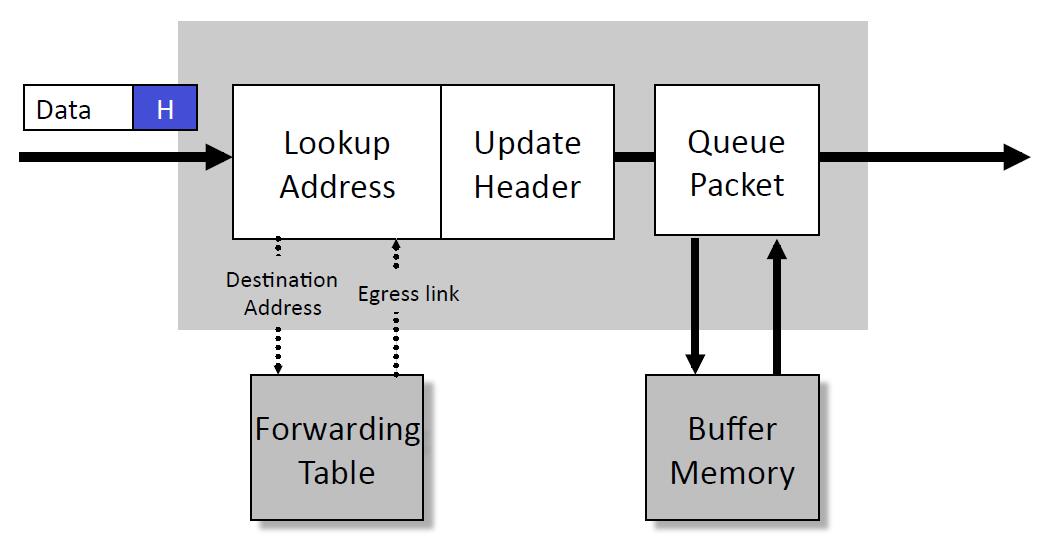 Data
H
Lookup
Address
Update
Header
Queue
Packet
Destination
Address
Egress link
Forwarding
Table
Buffer
Memory